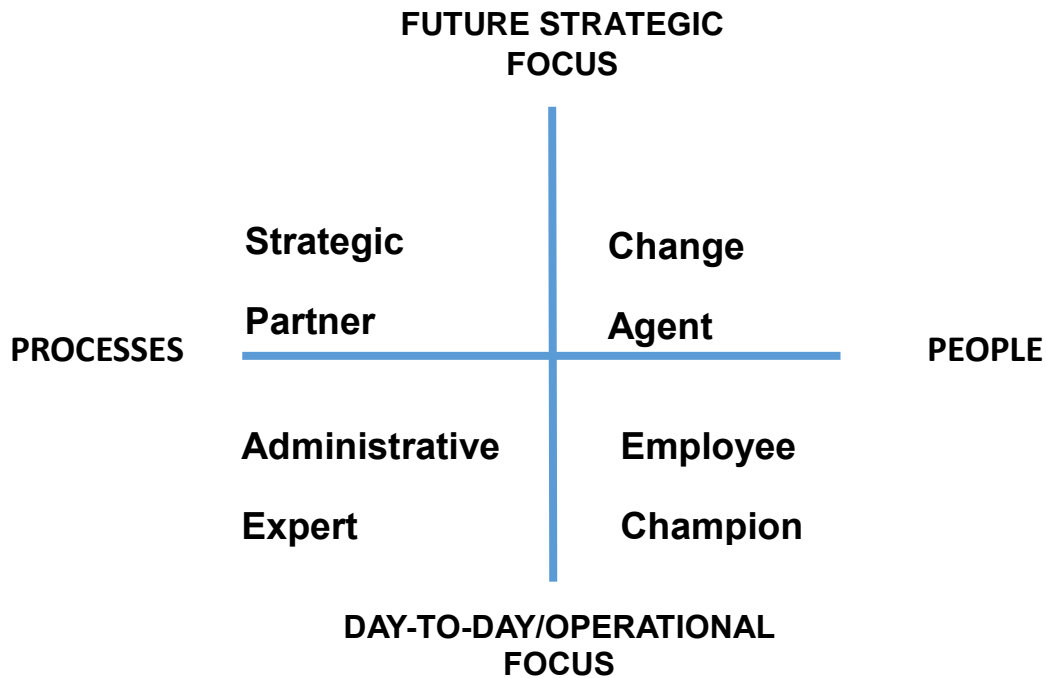 FUTURE STRATEGIC
FOCUS
Strategic
Partner
Change
Agent
PROCESSES
PEOPLE
Administrative
Expert
Employee
Champion
DAY-TO-DAY/OPERATIONAL
FOCUS